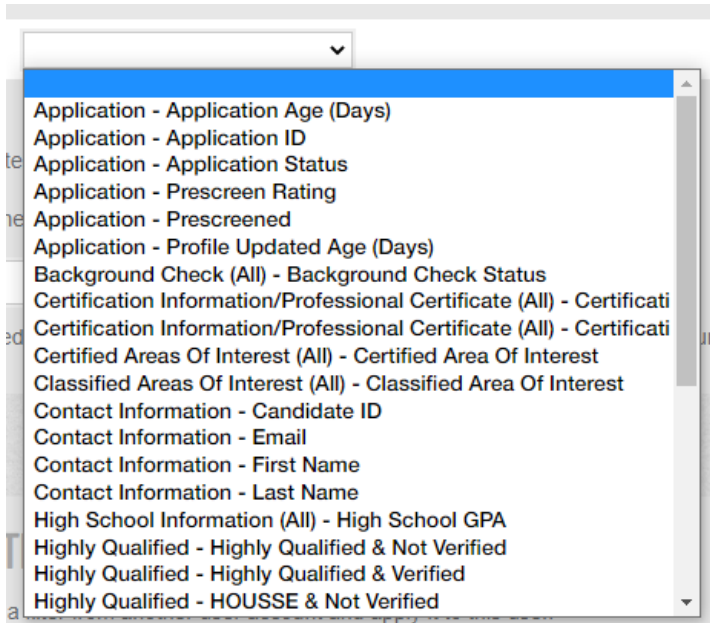 Application - Application Age (Days)
Application - Application ID
Application - Application Status
Application - Prescreen Rating
Application - Prescreened
Application - Profile Updated Age (Days)
Background Check (All) - Background Check Status
Certification Information/Professional Certificate (All) - Certificati
Certification Information/Professional Certificate (All) - Certificati
Certified Areas Of Interest (All) - Certified Area Of Interest
Classified Areas Of Interest (All) - Classified Area Of Interest
Contact Information - Candidate ID
Contact Information - Email
Contact Information - First Name
Contact Information - Last Name
High School Information (All) - High School GPA
Highly Qualified - Highly Qualified & Not Verified
Highly Qualified - Highly Qualified & Verified
Highly Qualified - HOUSSE & Not Verified